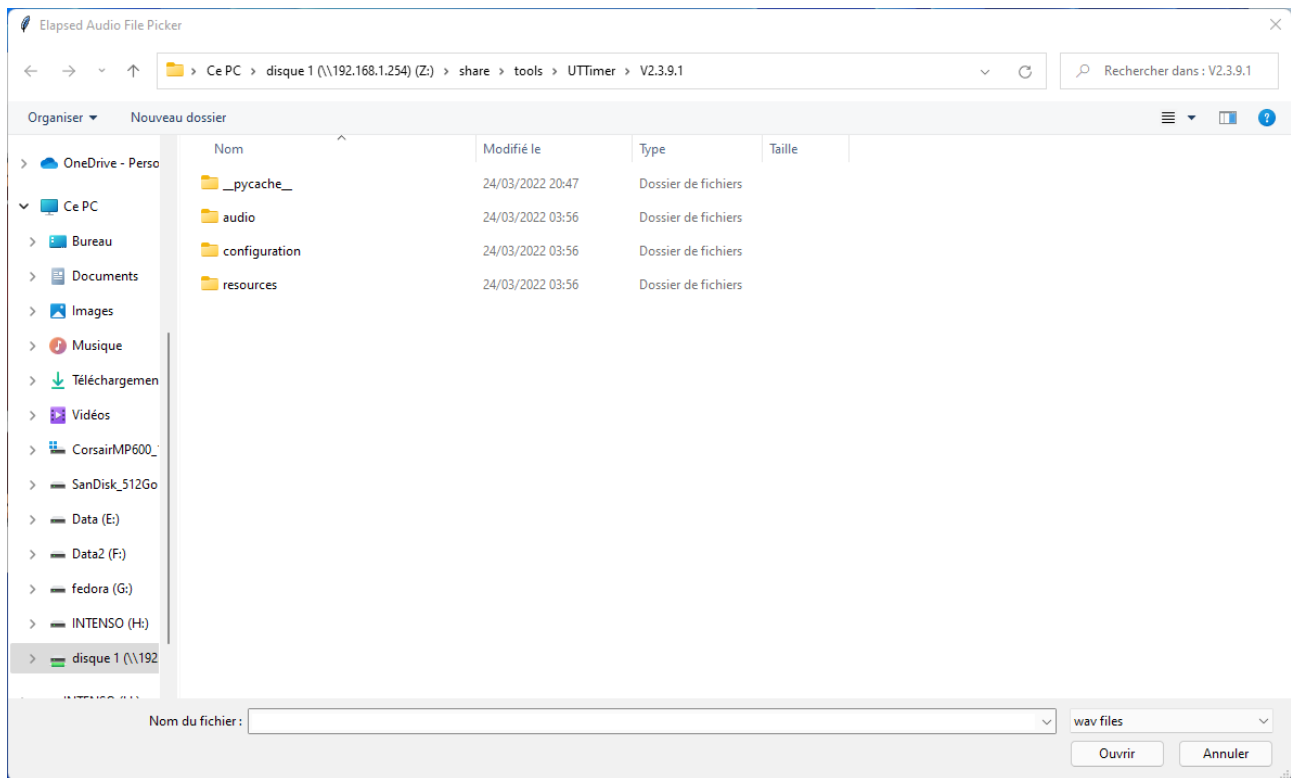 Elapsed Audio File Picker
Ce PC > disque 1 (\\192.168.1.254) (Z:) > share > tools > UTTimer > V2.3.9.1
Rechercher dans : V2.3.9.1
Organiser
Nouveau dossier
Nom Modifié le Type Taille
__pycache__ 24/03/2022 20:47 Dossier de fichiers
audio 24/03/2022 03:56 Dossier de fichiers
configuration 24/03/2022 03:56 Dossier de fichiers
resources 24/03/2022 03:56 Dossier de fichiers
OneDrive - Perso
Ce PC
Bureau
Documents
Images
Musique
Téléchargemen
Vidéos
CorsairMP600_
SanDisk_512Go
Data (E:)
Data2 (F:)
fedora (G:)
INTENSO (H:)
disque 1 (\\192
Nom du fichier :
wav files
Ouvrir
Annuler